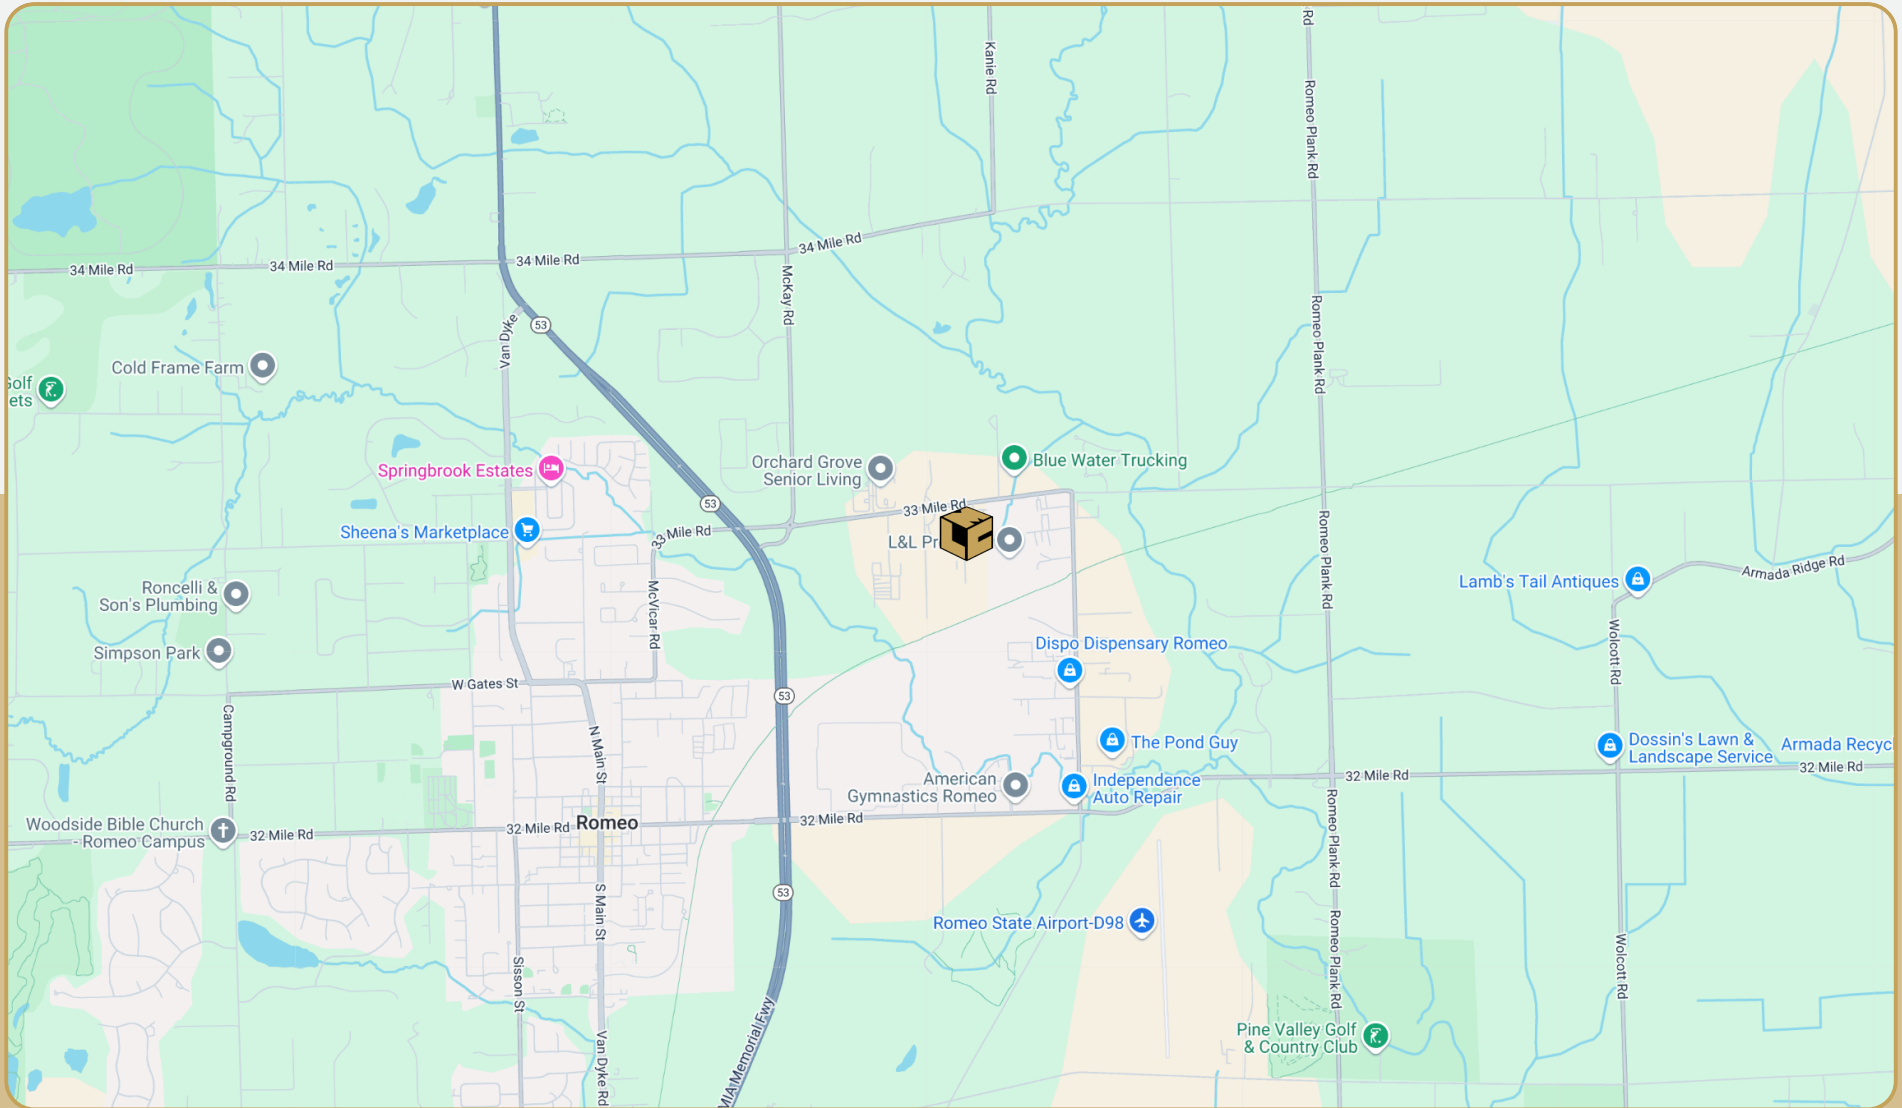 Rd
Kanie Rd
Romeo Plank Rd
34 Mile Rd
34 Mile Rd
34 Mile Rd
34 Mile Rd
McKay Rd
Van Dyke
53
Romeo Plank Rd
Cold Frame Farm
Golf
ets
Springbrook Estates
Orchard Grove
Senior Living
Blue Water Trucking
53
33 Mile Rd
33 Mile Rd
Sheena's Marketplace
L&L Pr
Romeo Plank Rd
Armada Ridge Rd
Lamb's Tail Antiques
Roncelli &
Son's Plumbing
McVicar Rd
Simpson Park
Dispo Dispensary Romeo
Wolcott Rd
W Gates St
53
Campground Rd
N Main St
The Pond Guy
Dossin's Lawn &
Landscape Service
Armada Recycl
32 Mile Rd
32 Mile Rd
American
Gymnastics Romeo
Independence
Auto Repair
Romeo Plank Rd
Woodside Bible Church
- Romeo Campus
32 Mile Rd
32 Mile Rd
Romeo
32 Mile Rd
53
S Main St
Romeo State Airport-D98
Romeo Plank Rd
Wolcott Rd
Sisson St
Pine Valley Golf
& Country Club
Van Dyke Rd
MIA Memorial Fwy